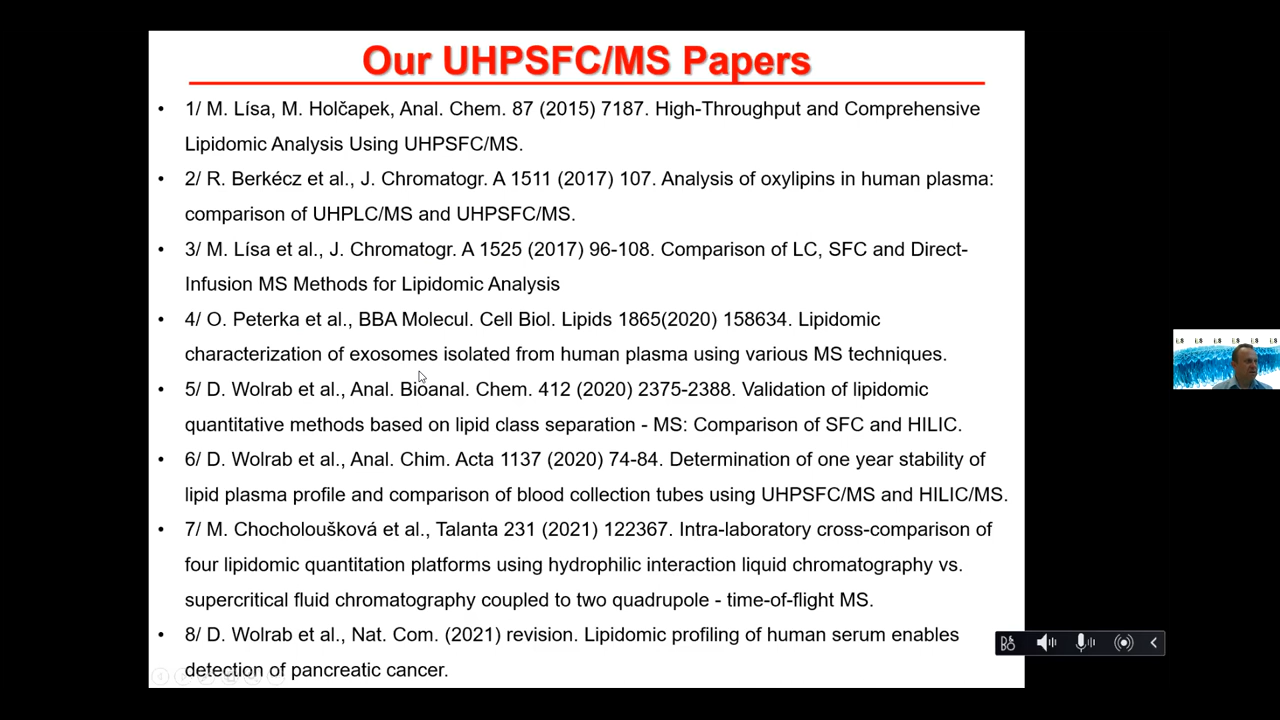 Our UHPSFC/MS Papers
• 1/ M. Lísa, M. Holčapek, Anal. Chem. 87 (2015) 7187. High-Throughput and Comprehensive
Lipidomic Analysis Using UHPSFC/MS.
• 2/ R. Berkécz et al., J. Chromatogr. A 1511 (2017) 107. Analysis of oxylipins in human plasma:
comparison of UHPLC/MS and UHPSFC/MS.
• 3/ M. Lísa et al., J. Chromatogr. A 1525 (2017) 96-108. Comparison of LC, SFC and Direct-
Infusion MS Methods for Lipidomic Analysis
• 4/ O. Peterka et al., BBA Molecul. Cell Biol. Lipids 1865(2020) 158634. Lipidomic
characterization of exosomes isolated from human plasma using various MS techniques.
• 5/ D. Wolrab et al., Anal. Bioanal. Chem. 412 (2020) 2375-2388. Validation of lipidomic
quantitative methods based on lipid class separation - MS: Comparison of SFC and HILIC.
• 6/ D. Wolrab et al., Anal. Chim. Acta 1137 (2020) 74-84. Determination of one year stability of
lipid plasma profile and comparison of blood collection tubes using UHPSFC/MS and HILIC/MS.
• 7/ M. Chocholoušková et al., Talanta 231 (2021) 122367. Intra-laboratory cross-comparison of
four lipidomic quantitation platforms using hydrophilic interaction liquid chromatography vs.
supercritical fluid chromatography coupled to two quadrupole - time-of-flight MS.
• 8/ D. Wolrab et al., Nat. Com. (2021) revision. Lipidomic profiling of human serum enables
detection of pancreatic cancer.